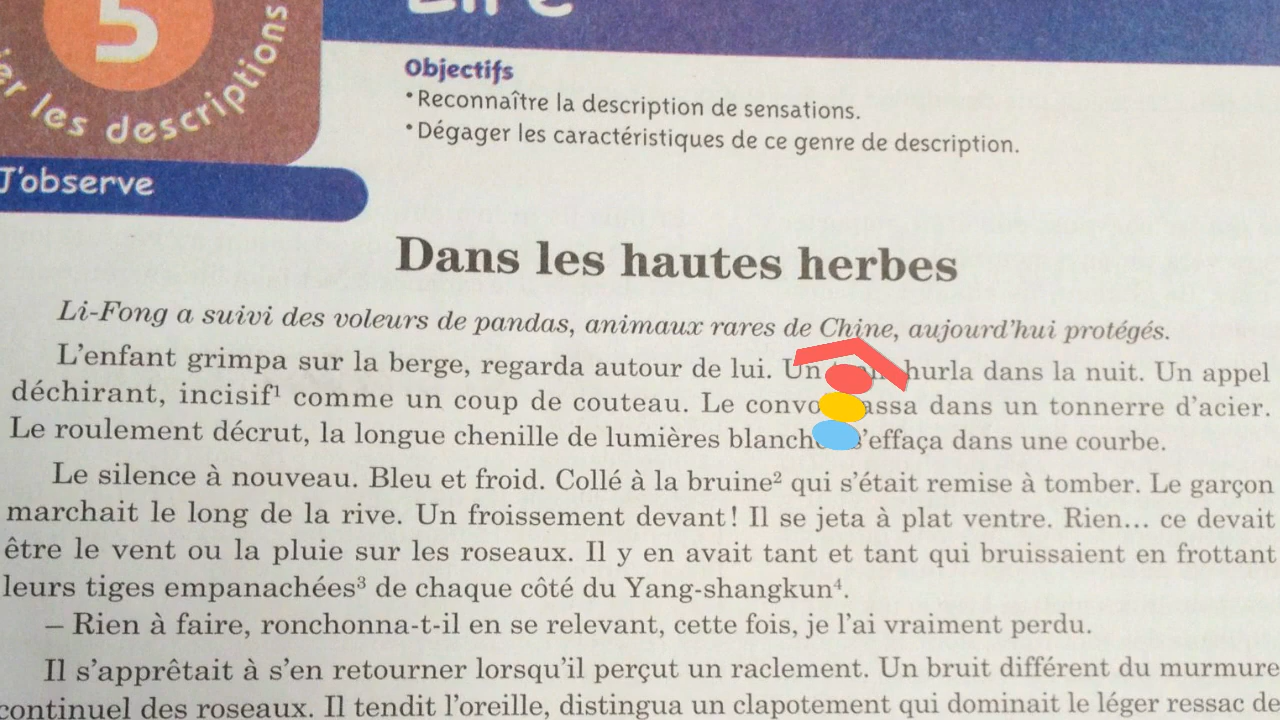 5
er les descriptions
Lire
Objectifs
• Reconnaître la description de sensations.
• Dégager les caractéristiques de ce genre de description.
J'observe
Dans les hautes herbes
Li-Fong a suivi des voleurs de pandas, animaux rares de Chine, aujourd'hui protégés.
L'enfant grimpa sur la berge, regarda autour de lui. Un hurla dans la nuit. Un appel
déchirant, incisif¹ comme un coup de couteau. Le dans un tonnerre d'acier.
Le roulement décrut, la longue chenille de lumières s'effaça dans une courbe.
Le silence à nouveau. Bleu et froid. Collé à la bruine² qui s'était remise à tomber. Le garçon
marchait le long de la rive. Un froissement devant! Il se jeta à plat ventre. Rien... ce devait
être le vent ou la pluie sur les roseaux. Il y en avait tant et tant qui bruissaient en frottant
leurs tiges empanachées³ de chaque côté du Yang-shangkun⁴.
– Rien à faire, ronchonna-t-il en se relevant, cette fois, je l'ai vraiment perdu.
Il s'apprêtait à s'en retourner lorsqu'il perçut un raclement. Un bruit différent du murmure
continuel des roseaux. Il tendit l'oreille, distingua un clapotement qui dominait le léger ressac de